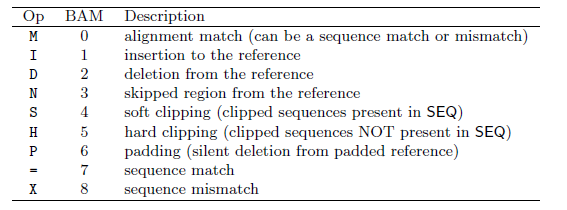 Op BAM Description
M 0 alignment match (can be a sequence match or mismatch)
I 1 insertion to the reference
D 2 deletion from the reference
N 3 skipped region from the reference
S 4 soft clipping (clipped sequences present in SEQ)
H 5 hard clipping (clipped sequences NOT present in SEQ)
P 6 padding (silent deletion from padded reference)
= 7 sequence match
X 8 sequence mismatch